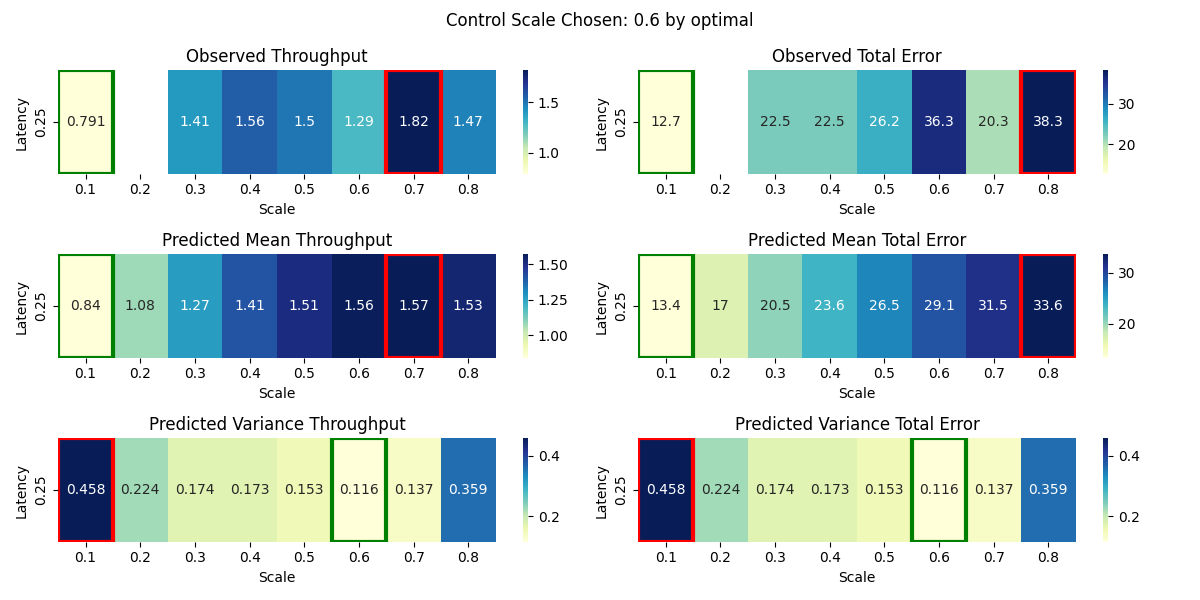 Control Scale Chosen: 0.6 by optimal
Observed Throughput
Latency
0.25
0.791
1.41
1.56
1.5
1.29
1.82
1.47
0.1 0.2 0.3 0.4 0.5 0.6 0.7 0.8
Scale
1.5
1.0
Observed Total Error
Latency
0.25
12.7
22.5
22.5
26.2
36.3
20.3
38.3
0.1 0.2 0.3 0.4 0.5 0.6 0.7 0.8
Scale
30
20
Predicted Mean Throughput
Latency
0.25
0.84 1.08 1.27 1.41 1.51 1.56 1.57 1.53
0.1 0.2 0.3 0.4 0.5 0.6 0.7 0.8
Scale
1.50
1.25
1.00
Predicted Mean Total Error
Latency
0.25
13.4 17 20.5 23.6 26.5 29.1 31.5 33.6
0.1 0.2 0.3 0.4 0.5 0.6 0.7 0.8
Scale
30
20
Predicted Variance Throughput
Latency
0.25
0.458 0.224 0.174 0.173 0.153 0.116 0.137 0.359
0.1 0.2 0.3 0.4 0.5 0.6 0.7 0.8
Scale
0.4
0.2
Predicted Variance Total Error
Latency
0.25
0.458 0.224 0.174 0.173 0.153 0.116 0.137 0.359
0.1 0.2 0.3 0.4 0.5 0.6 0.7 0.8
Scale
0.4
0.2